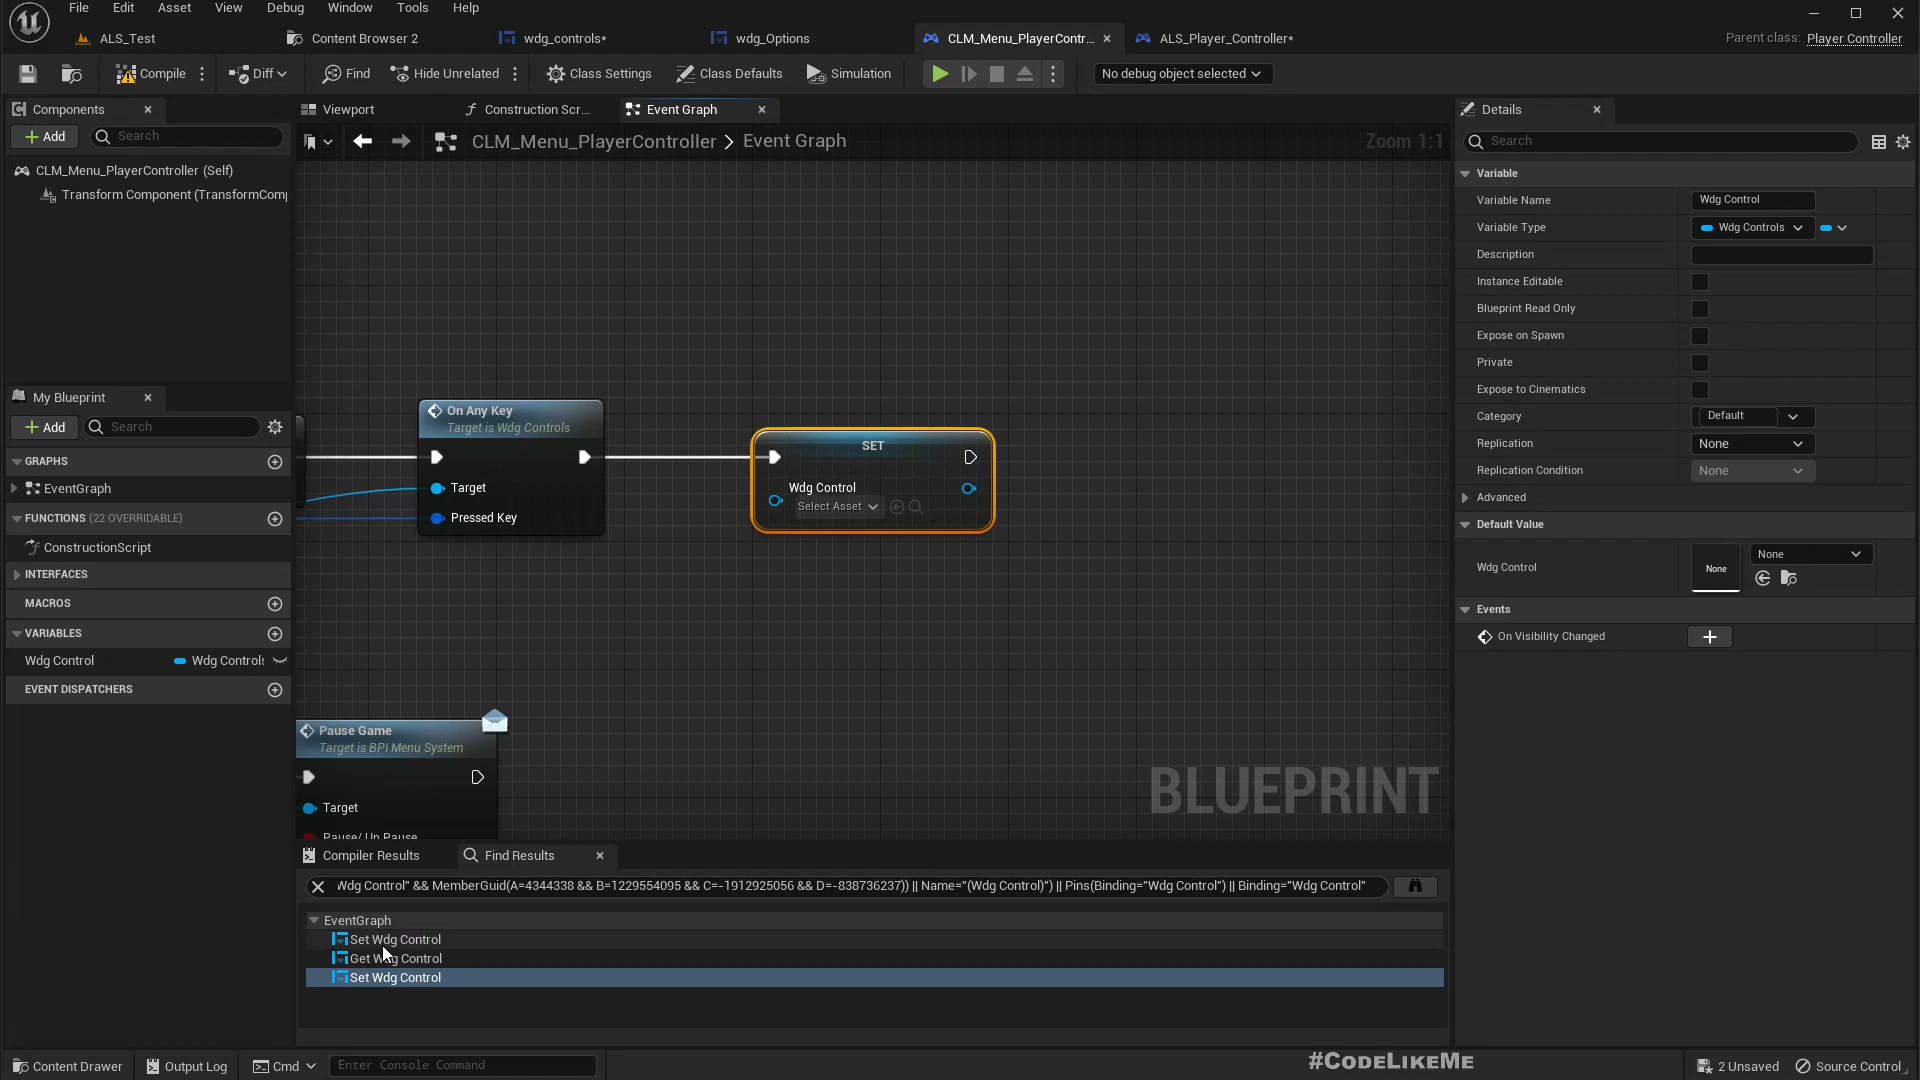 File Edit Asset View Debug Window Tools Help
ALS_Test Content Browser 2 wdg_controls* wdg_Options CLM_Menu_PlayerContr... ALS_Player_Controller* Parent class: Player Controller
Compile Diff Find Hide Unrelated Class Settings Class Defaults Simulation No debug object selected
Components
Add Search
CLM_Menu_PlayerController (Self)
Transform Component (TransformComp
My Blueprint
Add Search
GRAPHS
EventGraph
FUNCTIONS (22 OVERRIDABLE)
ConstructionScript
INTERFACES
MACROS
VARIABLES
Wdg Control Wdg Controls
EVENT DISPATCHERS
Viewport Construction Scr... Event Graph
CLM_Menu_PlayerController > Event Graph Zoom 1:1
On Any Key
Target is Wdg Controls
Target
Pressed Key
SET
Wdg Control
Select Asset
Pause Game
Target is BPI Menu System
Target
Pause/ Un Pause
BLUEPRINT
Compiler Results Find Results
Wdg Control" && MemberGuid(A=4344338 && B=1229554095 && C=-1912925056 && D=-838736237)) || Name="(Wdg Control)") || Pins(Binding="Wdg Control") || Binding="Wdg Control"
EventGraph
Set Wdg Control
Get Wdg Control
Set Wdg Control
Details
Search
Variable
Variable Name Wdg Control
Variable Type Wdg Controls
Description
Instance Editable
Blueprint Read Only
Expose on Spawn
Private
Expose to Cinematics
Category Default
Replication None
Replication Condition None
Advanced
Default Value
Wdg Control None None
Events
On Visibility Changed
Content Drawer Output Log Cmd Enter Console Command #CODELIKEME 2 Unsaved Source Control